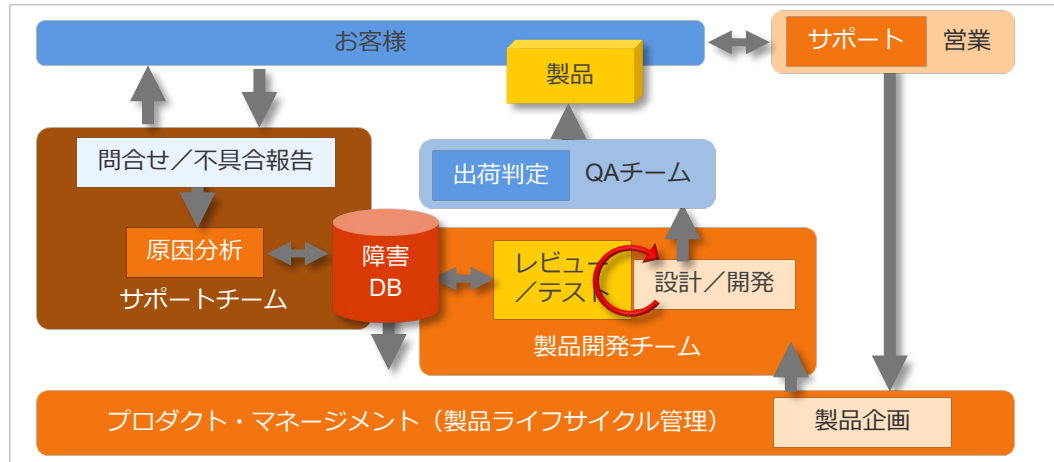 お客様
サポート
営業
製品
問合せ／不具合報告
出荷判定
QAチーム
原因分析
サポートチーム
障害
DB
レビュー
／テスト
設計／開発
製品開発チーム
プロダクト・マネージメント（製品ライフサイクル管理）
製品企画